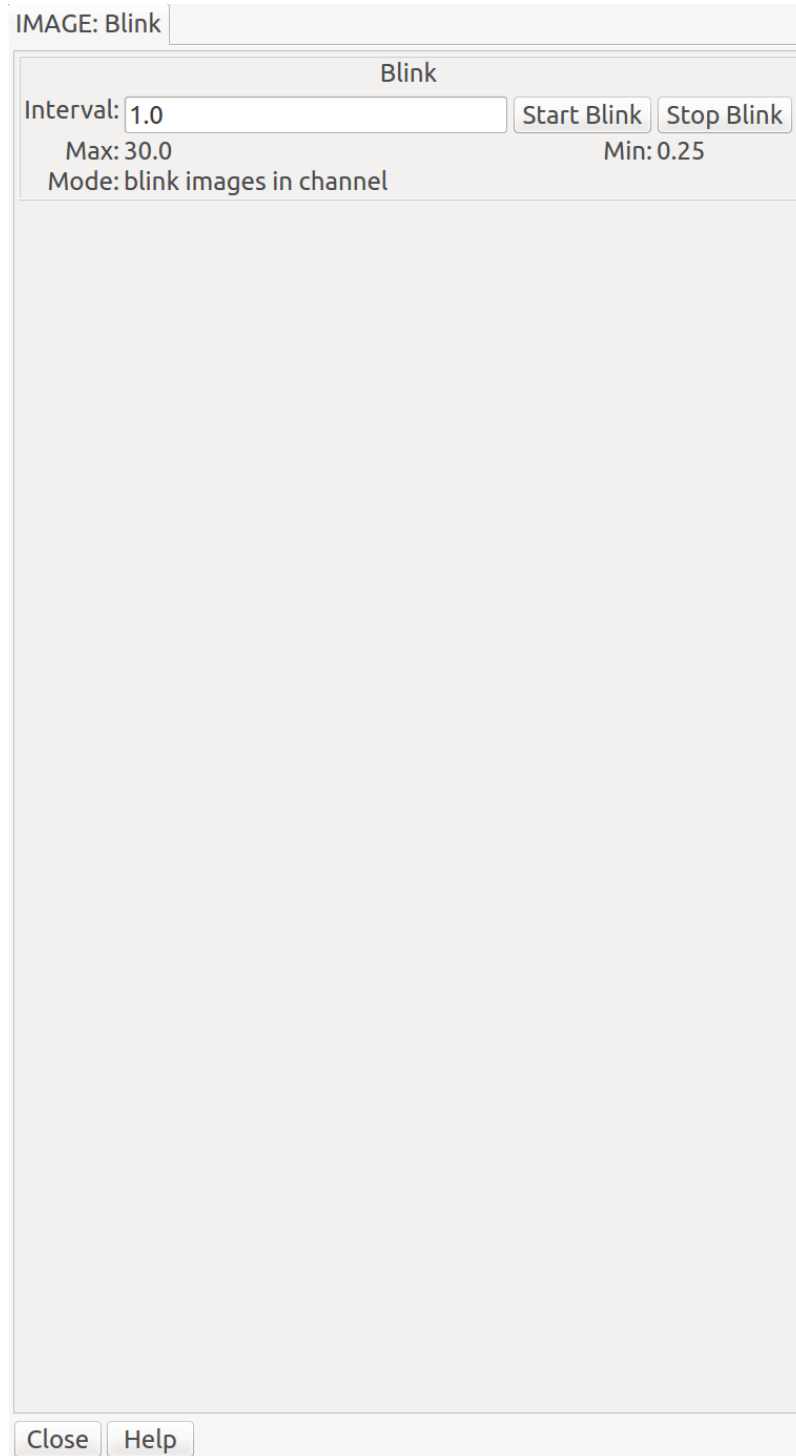 IMAGE: Blink
Blink
Interval: 1.0 Start Blink Stop Blink
Max: 30.0 Min: 0.25
Mode: blink images in channel
Close Help